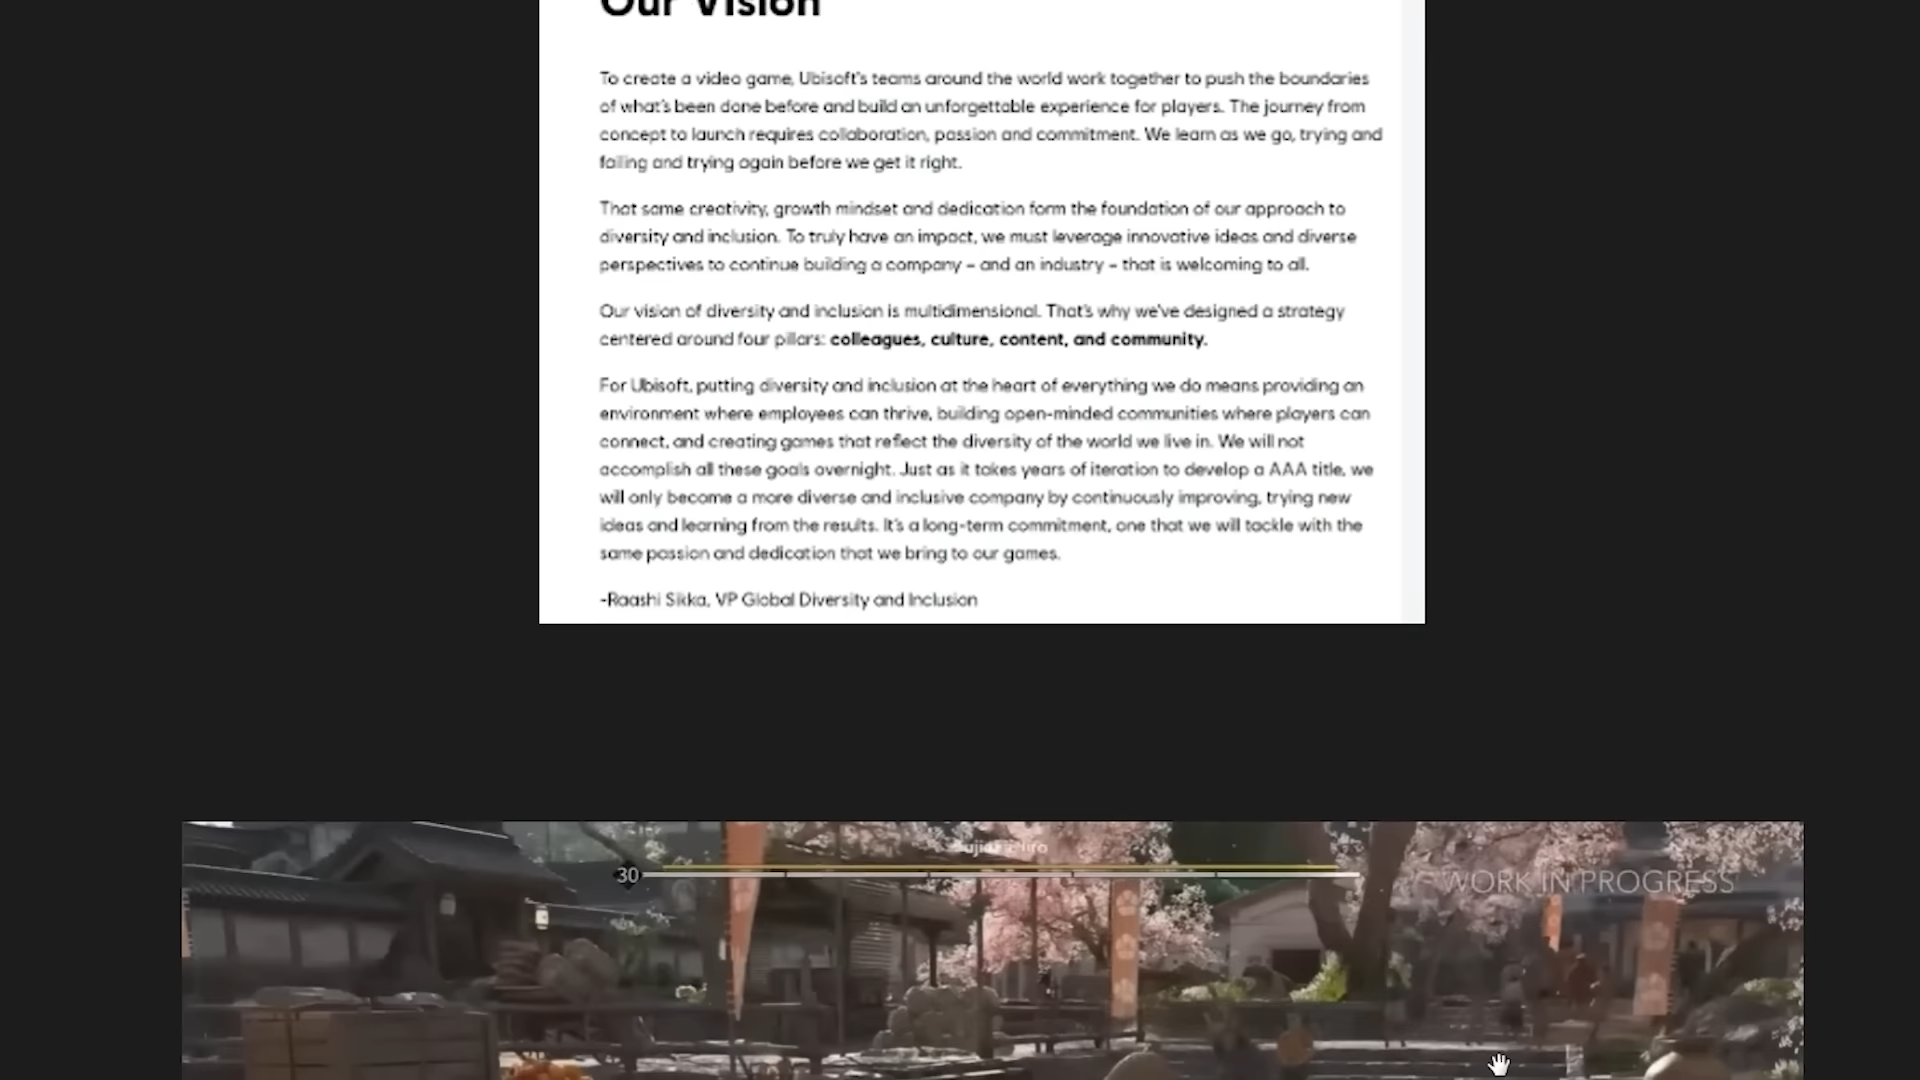 Our Vision
To create a video game, Ubisoft's teams around the world work together to push the boundaries
of what's been done before and build an unforgettable experience for players. The journey from
concept to launch requires collaboration, passion and commitment. We learn as we go, trying and
failing and trying again before we get it right.
That same creativity, growth mindset and dedication form the foundation of our approach to
diversity and inclusion. To truly have an impact, we must leverage innovative ideas and diverse
perspectives to continue building a company – and an industry – that is welcoming to all.
Our vision of diversity and inclusion is multidimensional. That's why we've designed a strategy
centered around four pillars: colleagues, culture, content, and community.
For Ubisoft, putting diversity and inclusion at the heart of everything we do means providing an
environment where employees can thrive, building open-minded communities where players can
connect, and creating games that reflect the diversity of the world we live in. We will not
accomplish all these goals overnight. Just as it takes years of iteration to develop a AAA title, we
will only become a more diverse and inclusive company by continuously improving, trying new
ideas and learning from the results. It's a long-term commitment, one that we will tackle with the
same passion and dedication that we bring to our games.
-Raashi Sikka, VP Global Diversity and Inclusion
30
WORK IN PROGRESS